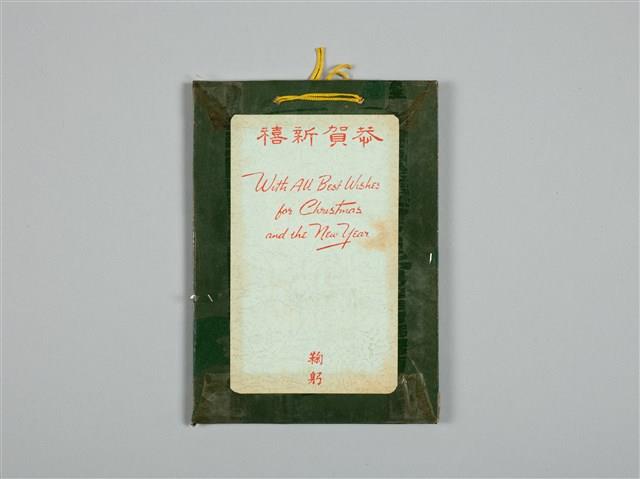 恭賀新禧
With All Best Wishes
for Christmas
and the New Year
鞠躬